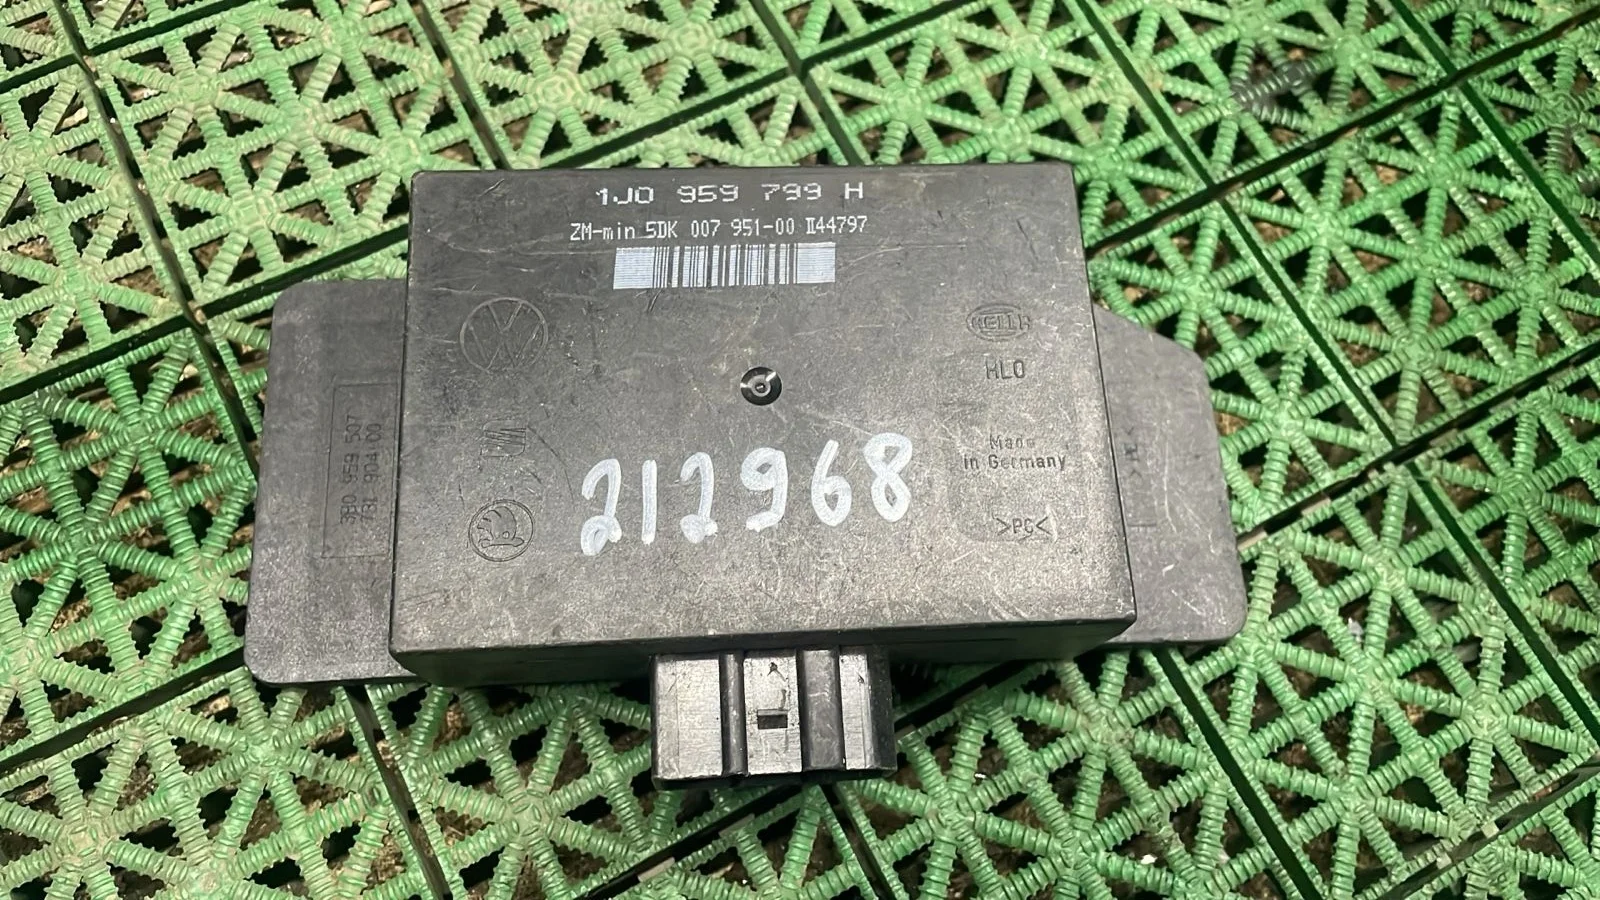 1J0 959 799 H
ZM-min 5DK 007 951-00 II44797
HELLA
HLO
Made
in Germany
>PC<
212968
3B0 959 507
731 904 00